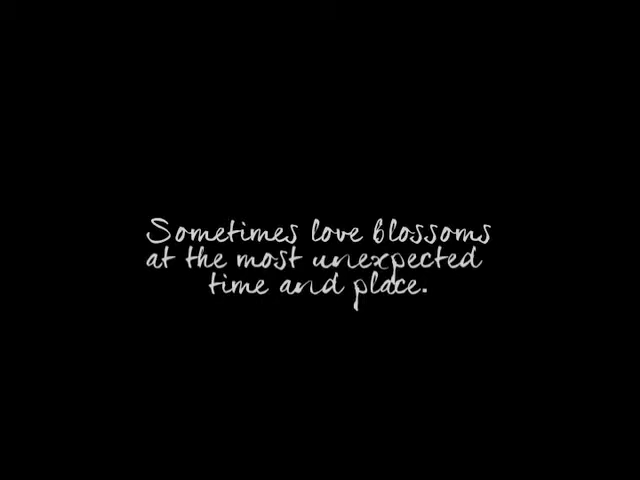 Sometimes love blossoms
at the most unexpected
time and place.